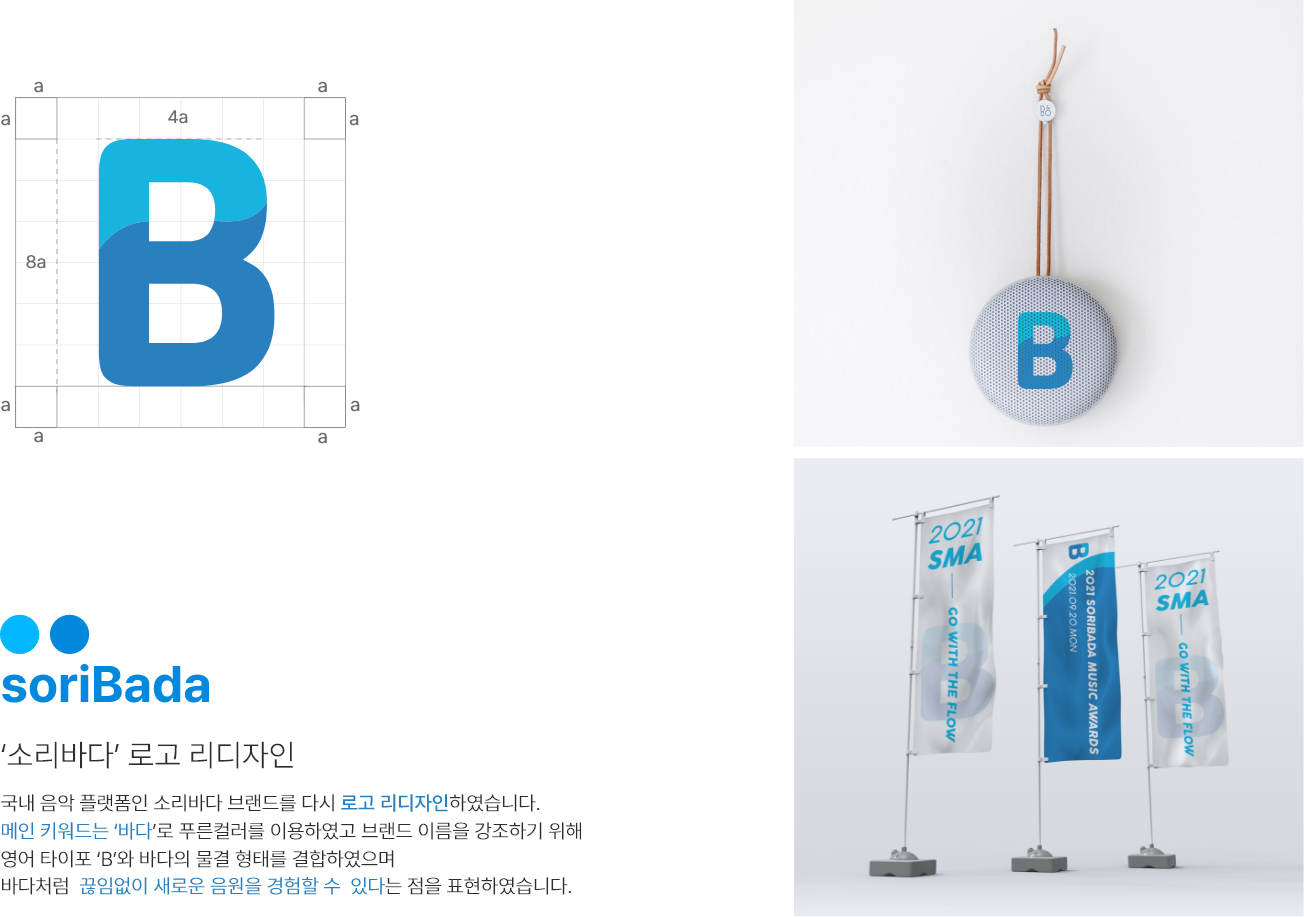 a
a
a
4a
a
B
8a
a
a
a
a
soriBada
‘소리바다’ 로고 리디자인
국내 음악 플랫폼인 소리바다 브랜드를 다시 로고 리디자인하였습니다.
메인 키워드는 ‘바다’로 푸른컬러를 이용하였고 브랜드 이름을 강조하기 위해
영어 타이포 ‘B’와 바다의 물결 형태를 결합하였으며
바다처럼 끊임없이 새로운 음원을 경험할 수 있다는 점을 표현하였습니다.
B
2021
SMA
GO WITH THE FLOW
B
B
2021 SORIBADA MUSIC AWARDS
2021.09.20.MON
2021
SMA
GO WITH THE FLOW
B